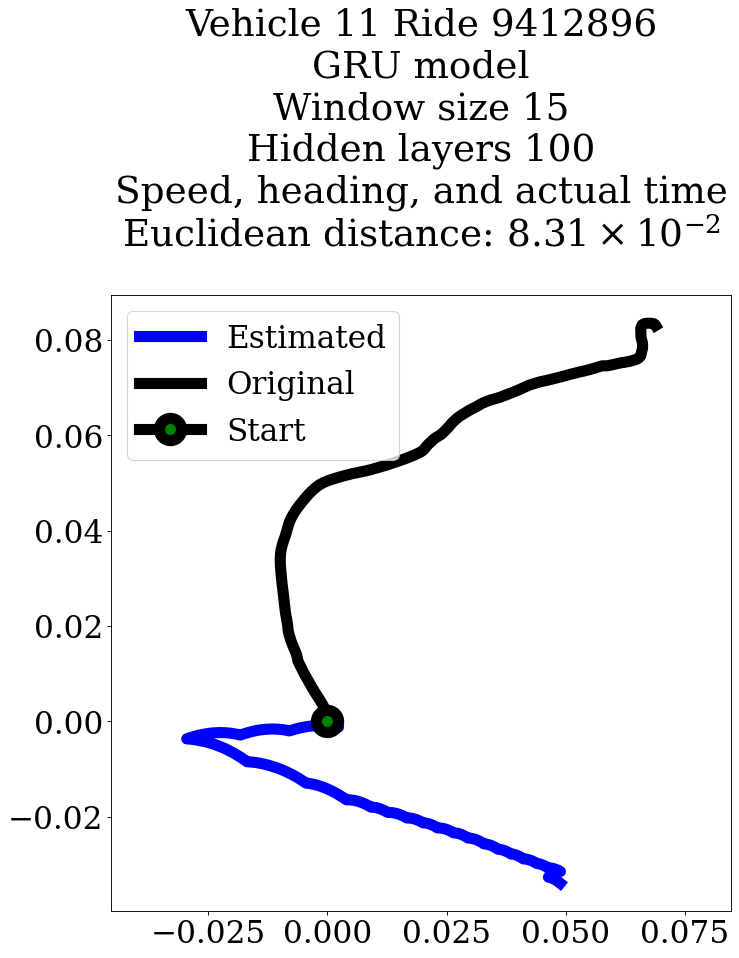 Vehicle 11 Ride 9412896
GRU model
Window size 15
Hidden layers 100
Speed, heading, and actual time
Euclidean distance: 8.31 × 10⁻²
Estimated
Original
Start
0.08
0.06
0.04
0.02
0.00
−0.02
−0.025 0.000 0.025 0.050 0.075